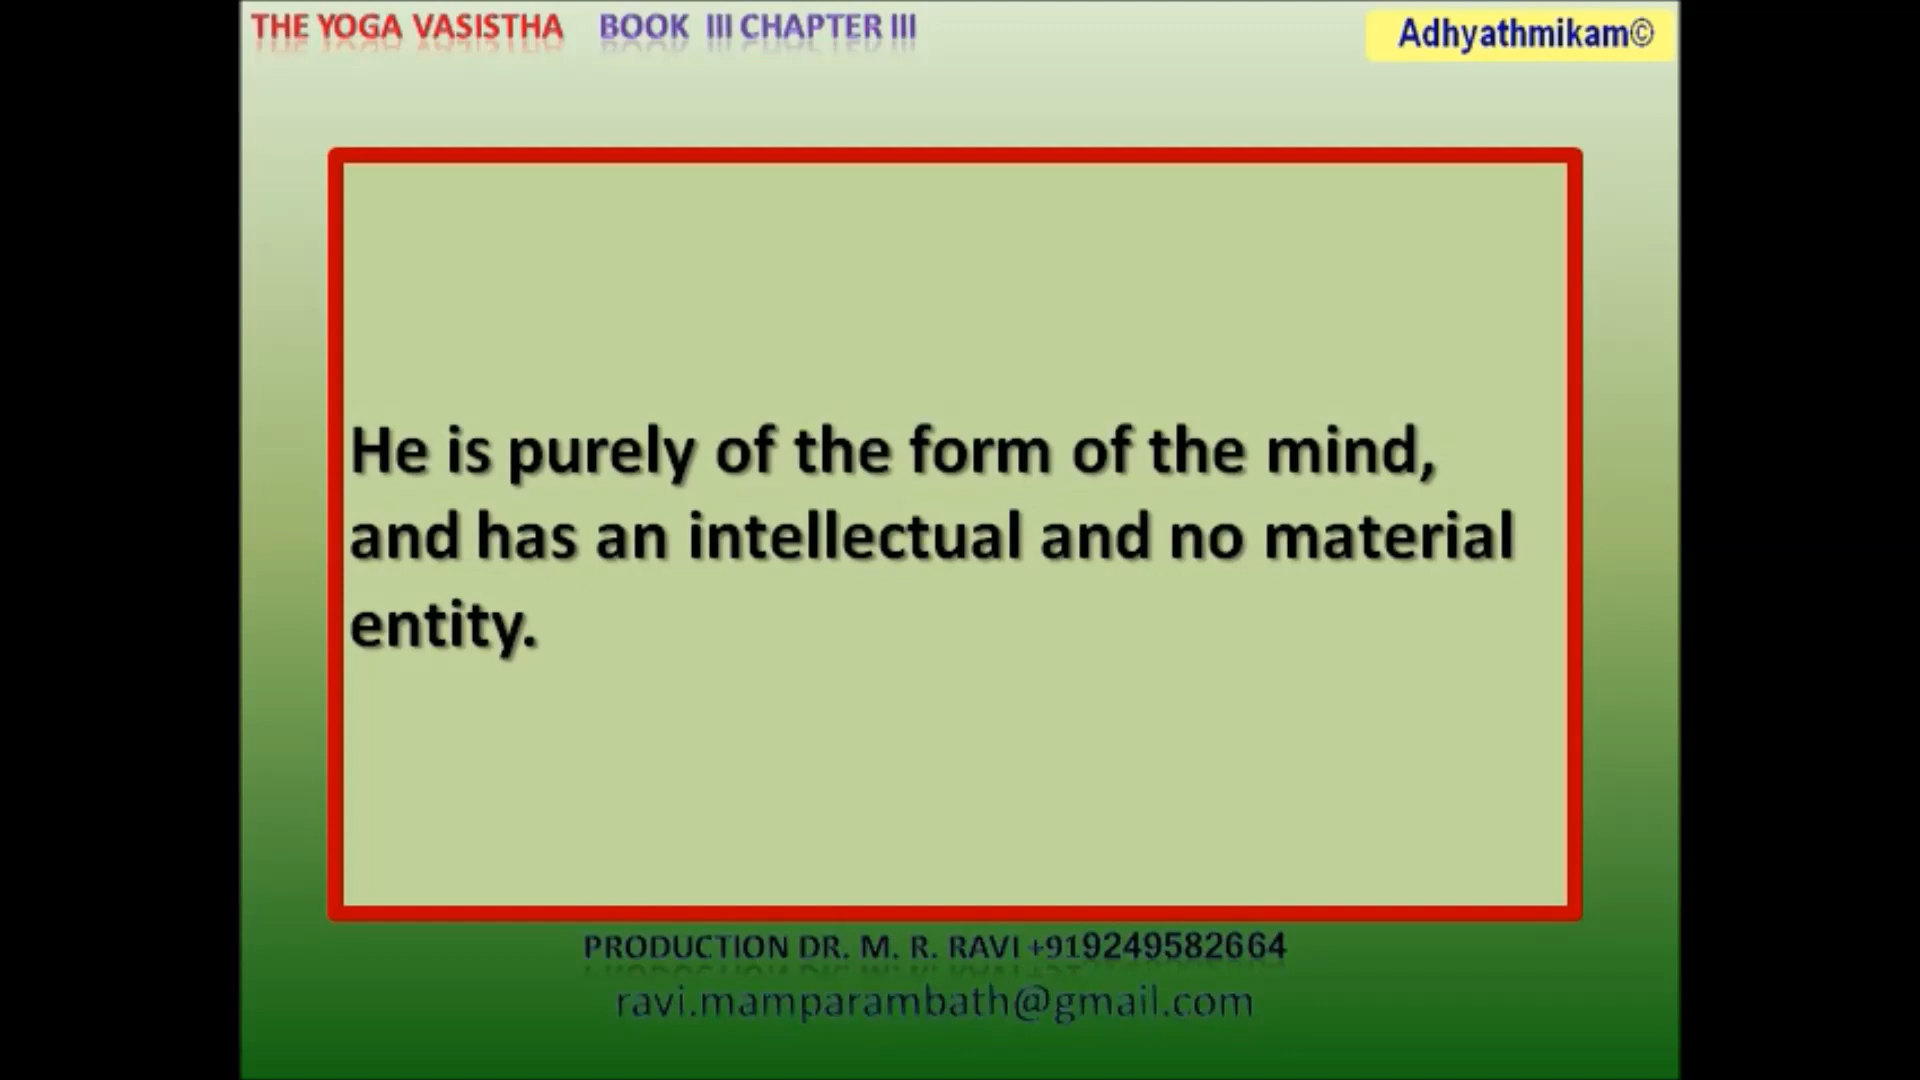 THE YOGA VASISTHA BOOK III CHAPTER III
Adhyathmikam©
He is purely of the form of the mind,
and has an intellectual and no material
entity.
PRODUCTION DR. M. R. RAVI +919249582664
ravi.mamparambath@gmail.com